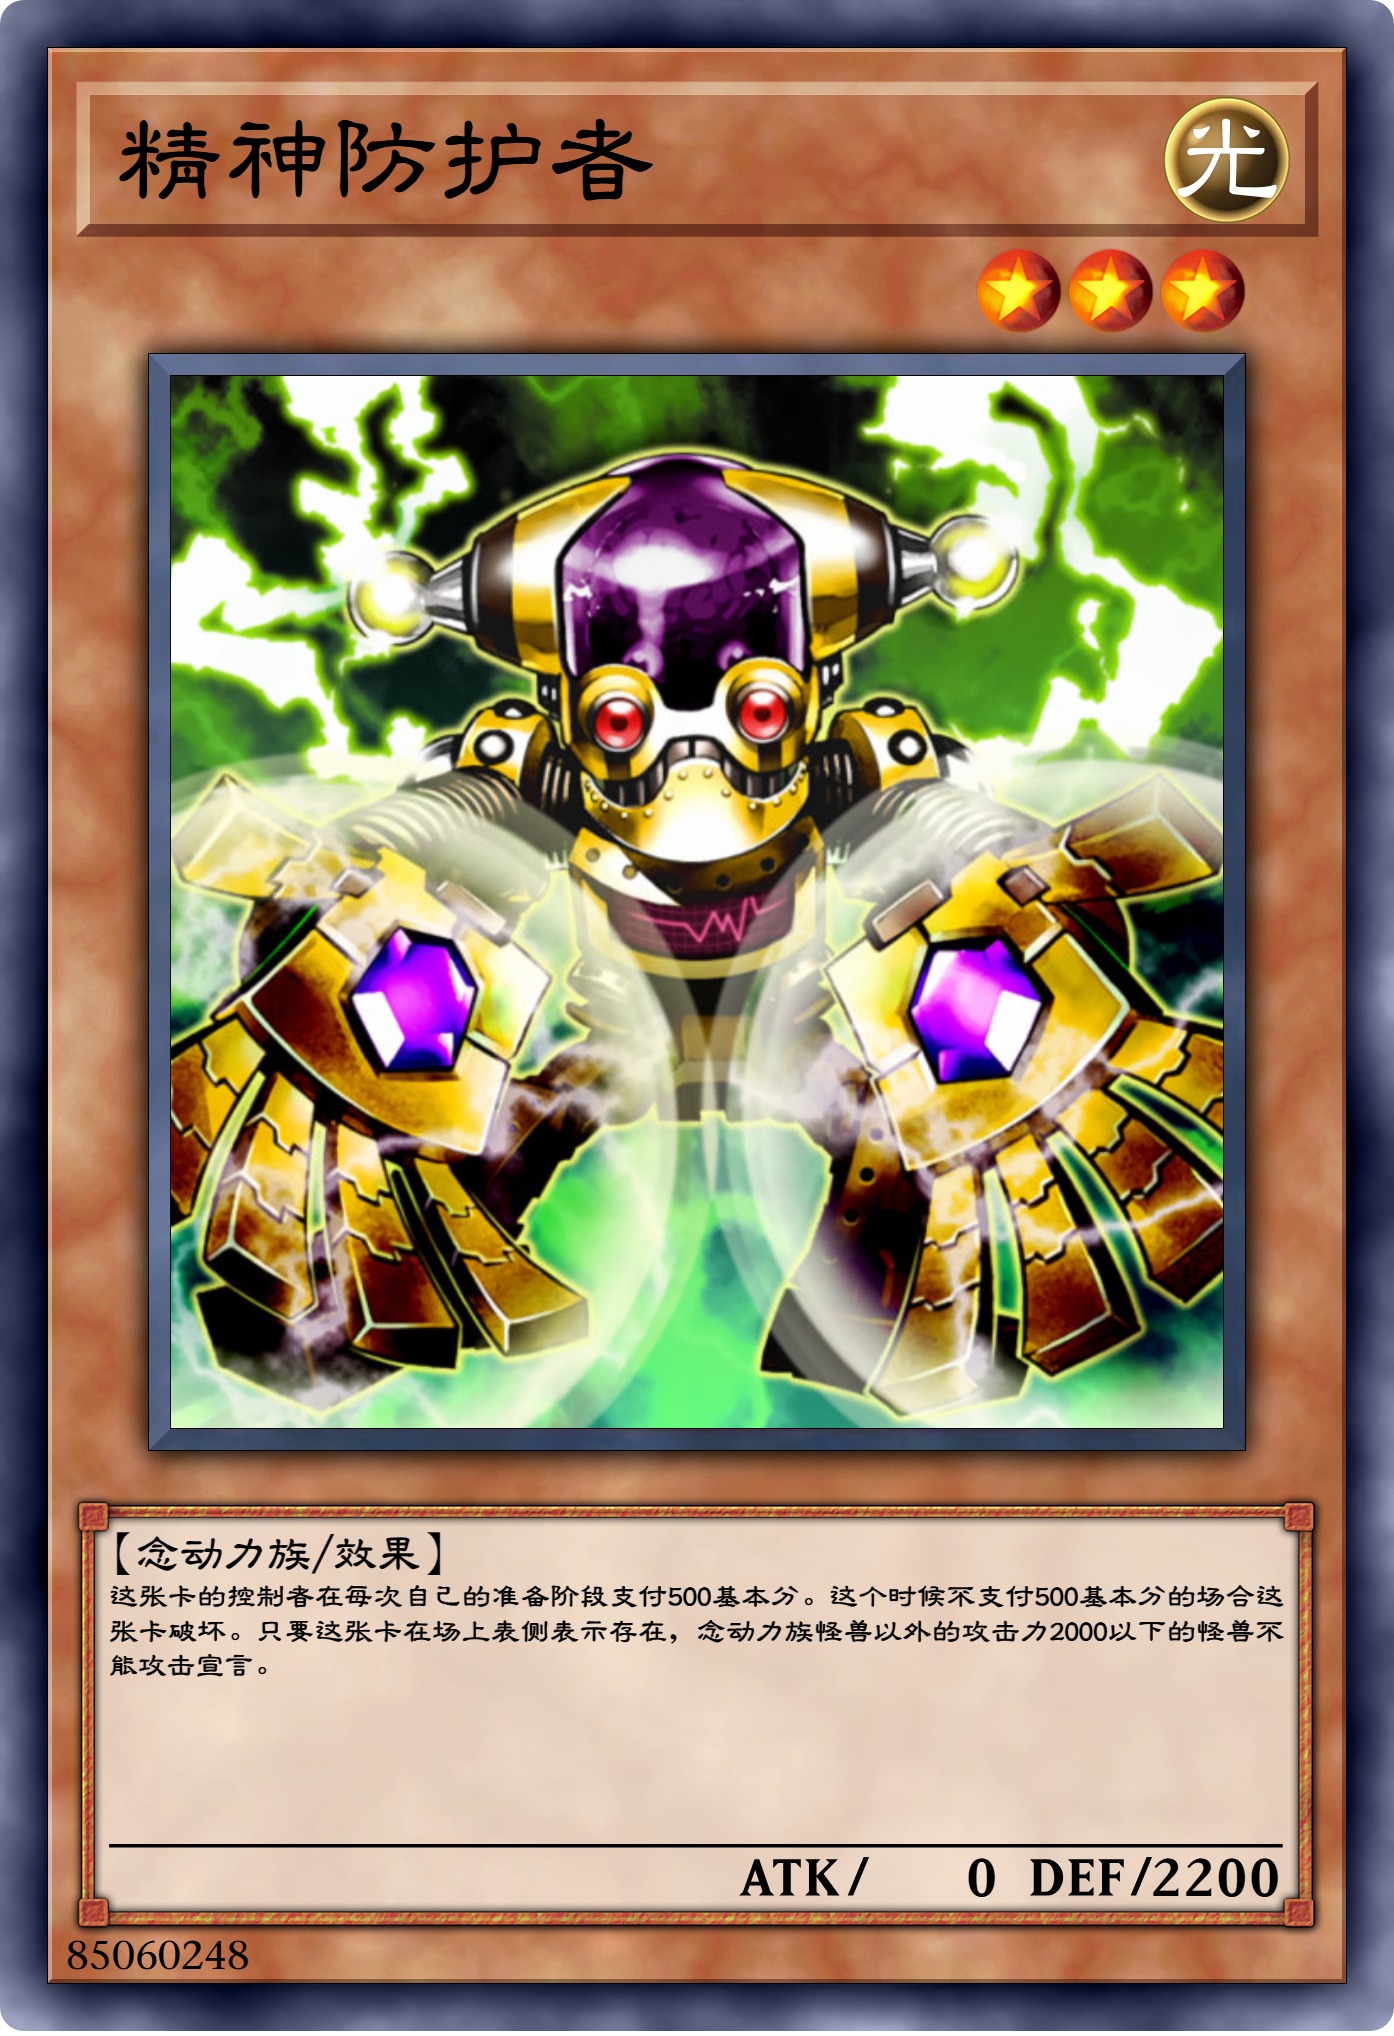 精神防护者
光
【念动力族/效果】
这张卡的控制者在每次自己的准备阶段支付500基本分。这个时候不支付500基本分的场合这
张卡破坏。只要这张卡在场上表侧表示存在，念动力族怪兽以外的攻击力2000以下的怪兽不
能攻击宣言。
ATK/ 0 DEF/2200
85060248